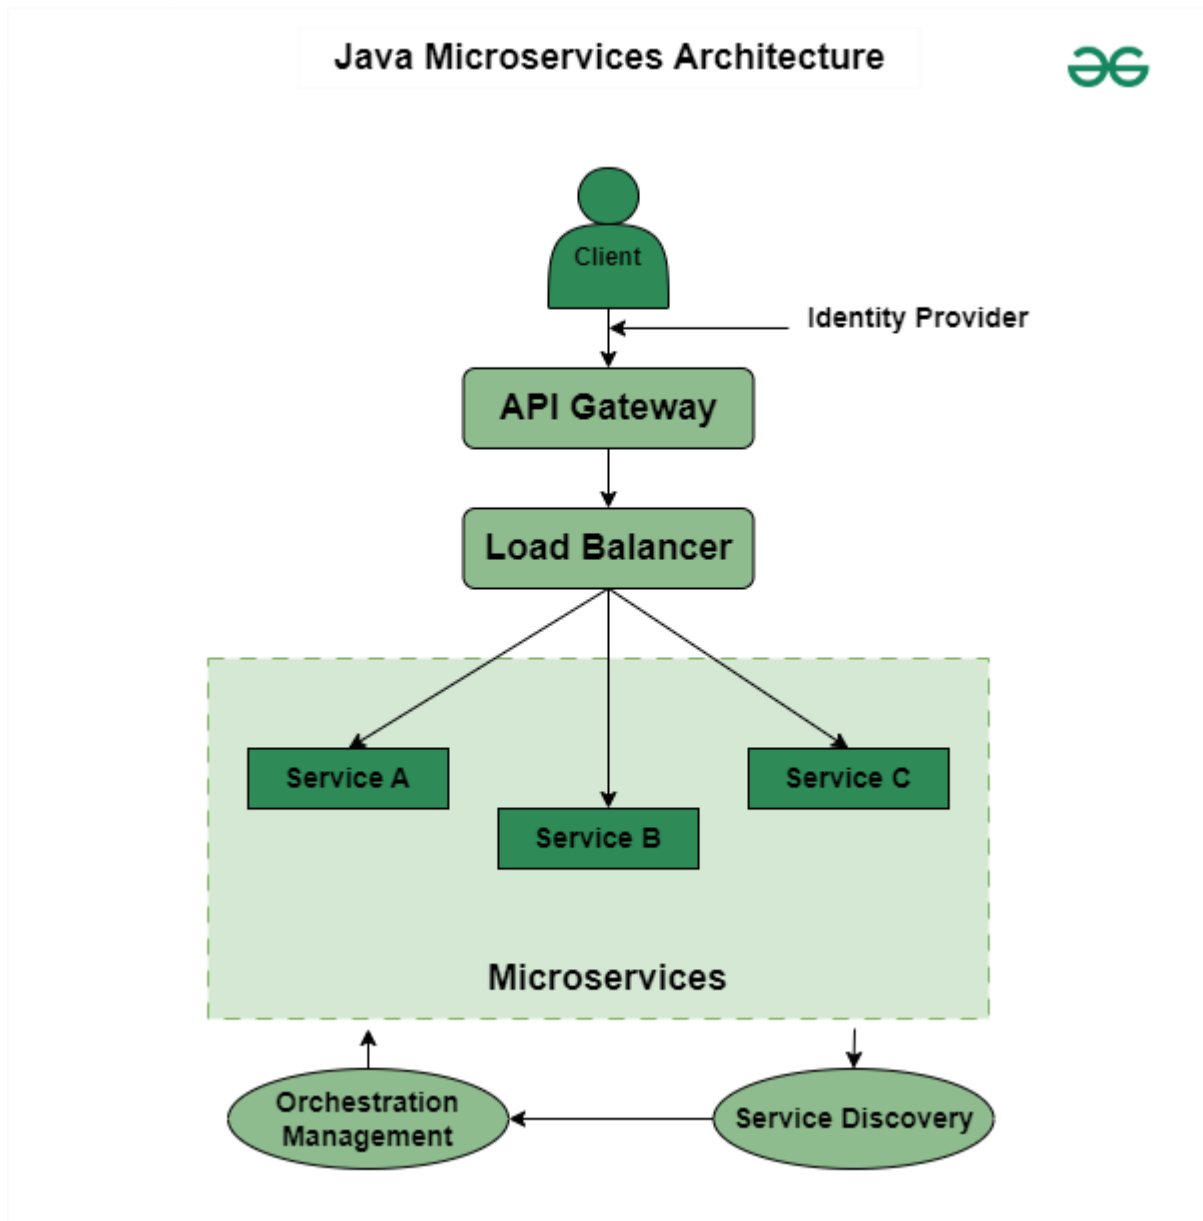 Java Microservices Architecture
Client
Identity Provider
API Gateway
Load Balancer
Service A
Service C
Service B
Microservices
Orchestration
Management
Service Discovery